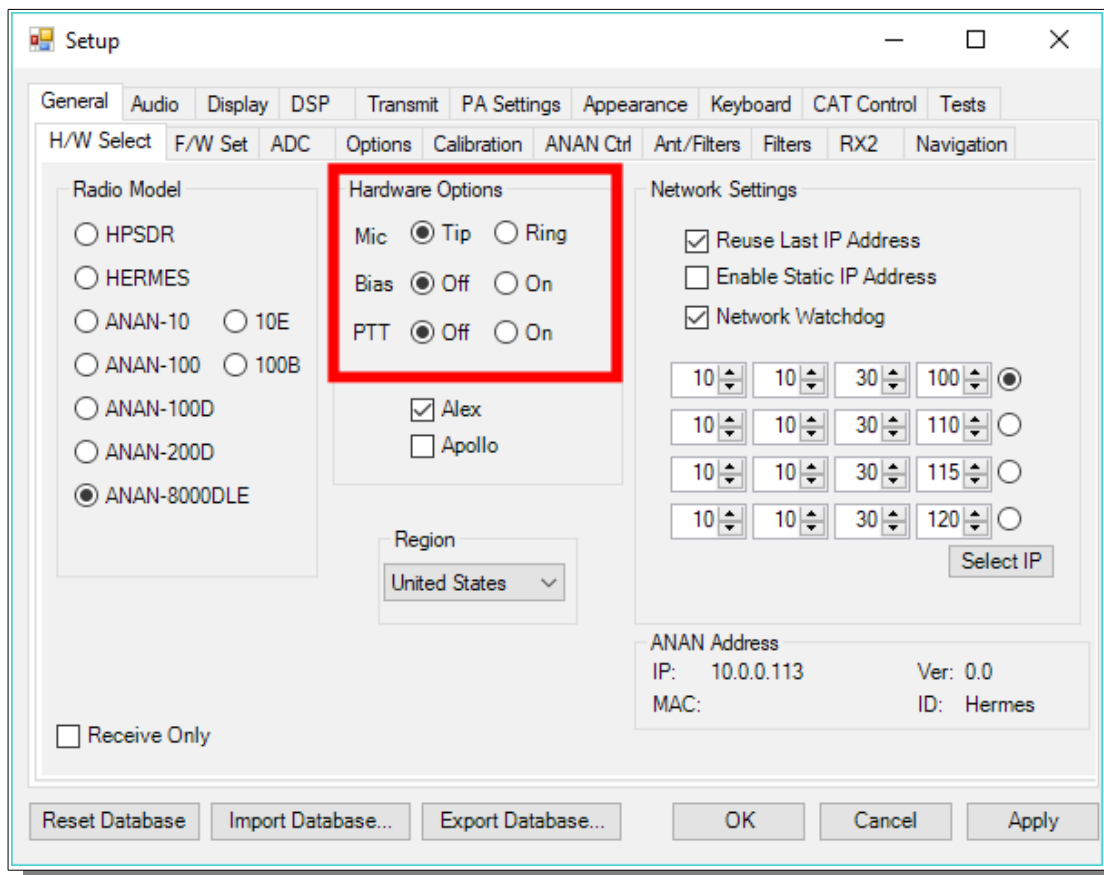 Setup
General Audio Display DSP Transmit PA Settings Appearance Keyboard CAT Control Tests
H/W Select F/W Set ADC Options Calibration ANAN Ctrl Ant/Filters Filters RX2 Navigation
Radio Model
HPSDR
HERMES
ANAN-10 10E
ANAN-100 100B
ANAN-100D
ANAN-200D
ANAN-8000DLE
Hardware Options
Mic Tip Ring
Bias Off On
PTT Off On
Alex
Apollo
Region
United States
Network Settings
Reuse Last IP Address
Enable Static IP Address
Network Watchdog
10 10 30 100
10 10 30 110
10 10 30 115
10 10 30 120
Select IP
ANAN Address
IP: 10.0.0.113 Ver: 0.0
MAC: ID: Hermes
Receive Only
Reset Database Import Database... Export Database... OK Cancel Apply